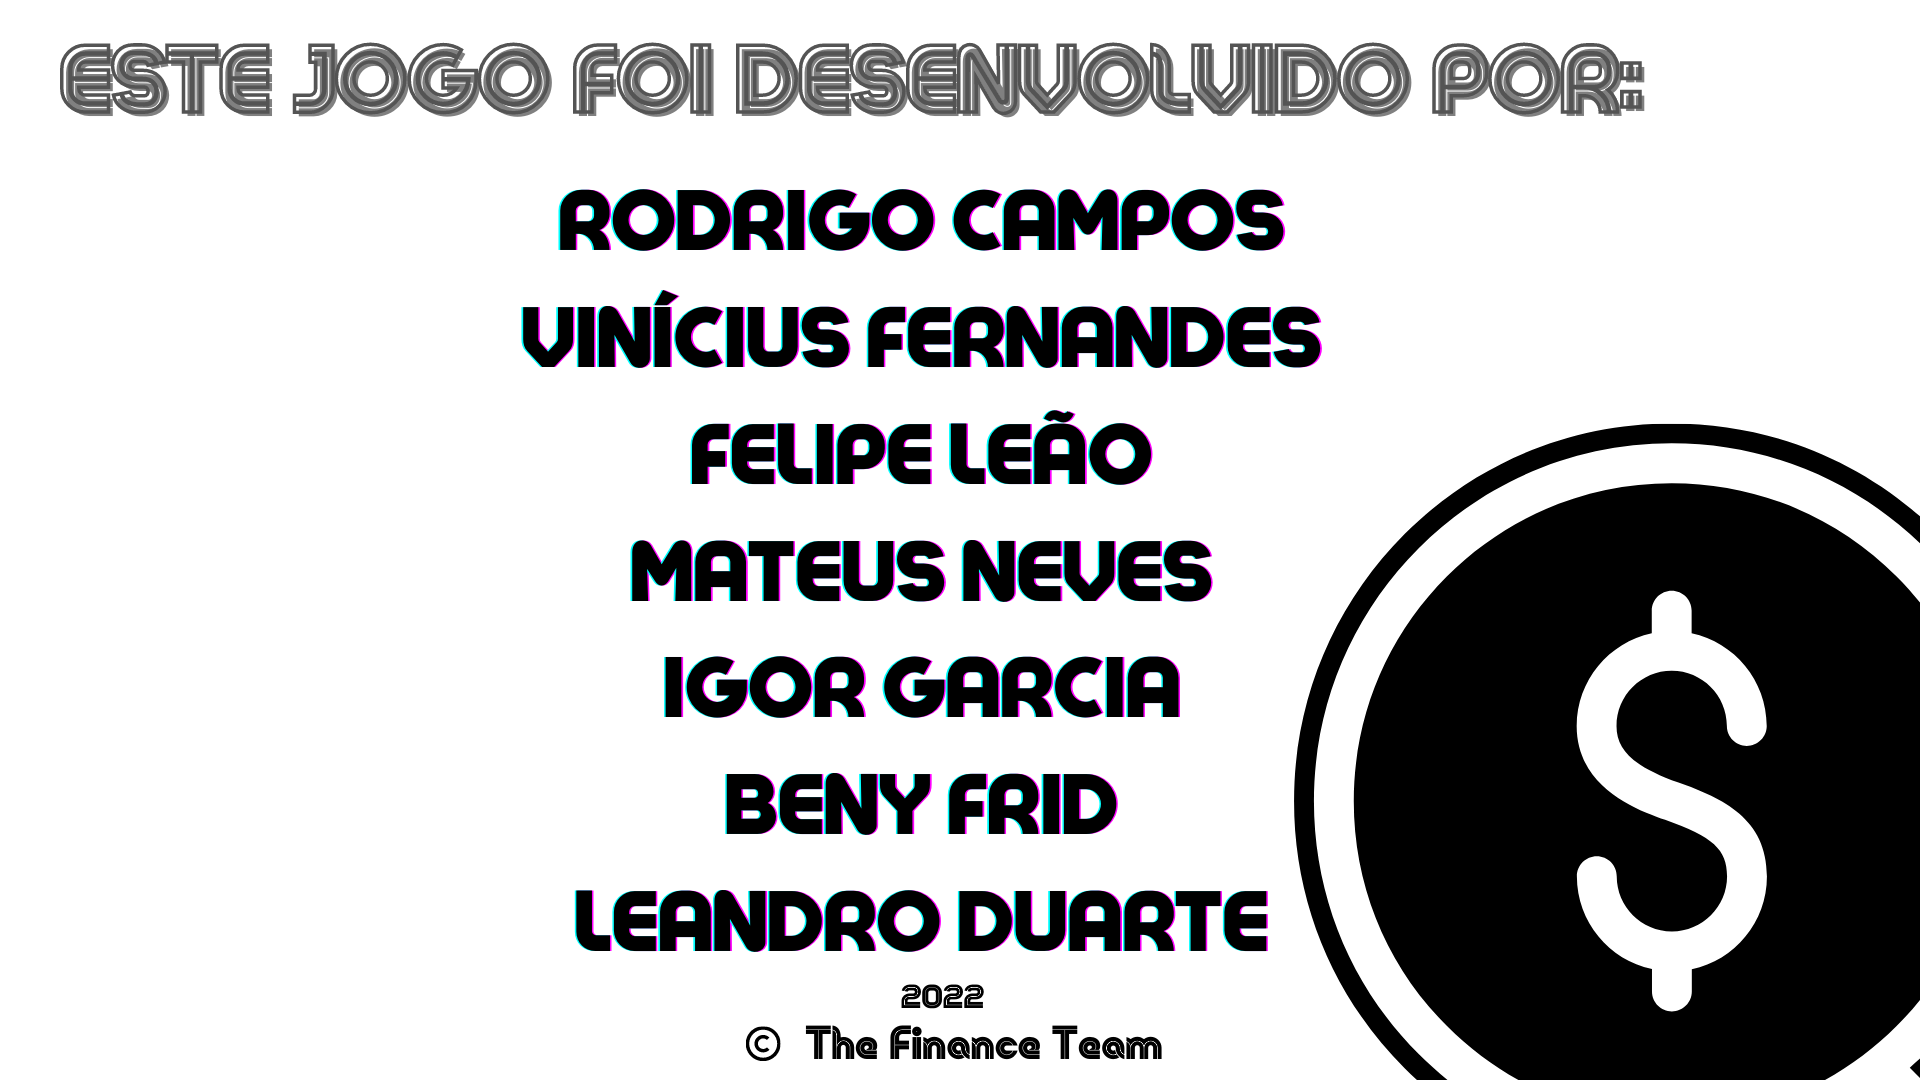 ESTE JOGO FOI DESENVOLVIDO POR:
RODRIGO CAMPOS
VINÍCIUS FERNANDES
FELIPE LEÃO
MATEUS NEVES
IGOR GARCIA
BENY FRID
LEANDRO DUARTE
2022
© The Finance Team
$